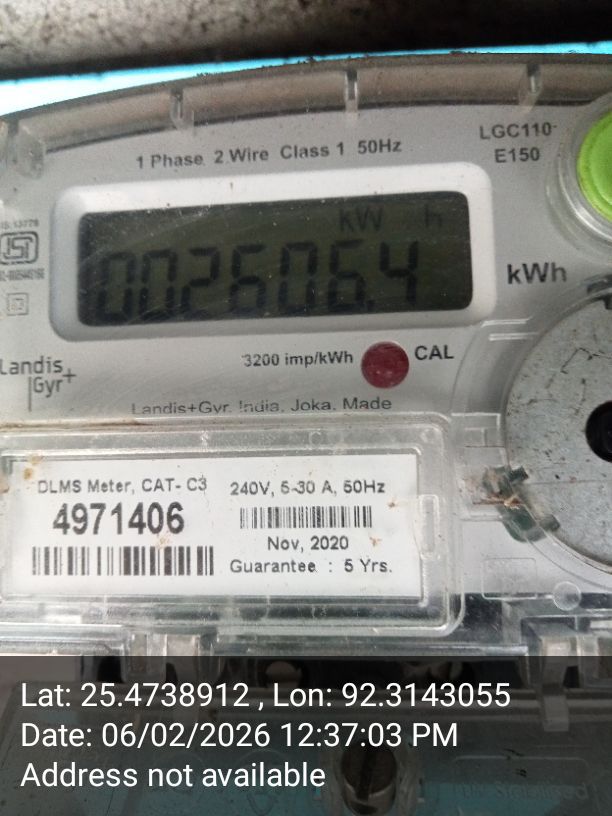 LGC110-
E150
1 Phase 2 Wire Class 1 50Hz
kW h
002606.4
kWh
3200 imp/kWh
CAL
Landis
Gyr+
Landis+Gyr. India, Joka. Made
DLMS Meter, CAT- C3
240V, 5-30 A, 50Hz
4971406
Nov, 2020
Guarantee : 5 Yrs.
Lat: 25.4738912 , Lon: 92.3143055
Date: 06/02/2026 12:37:03 PM
Address not available